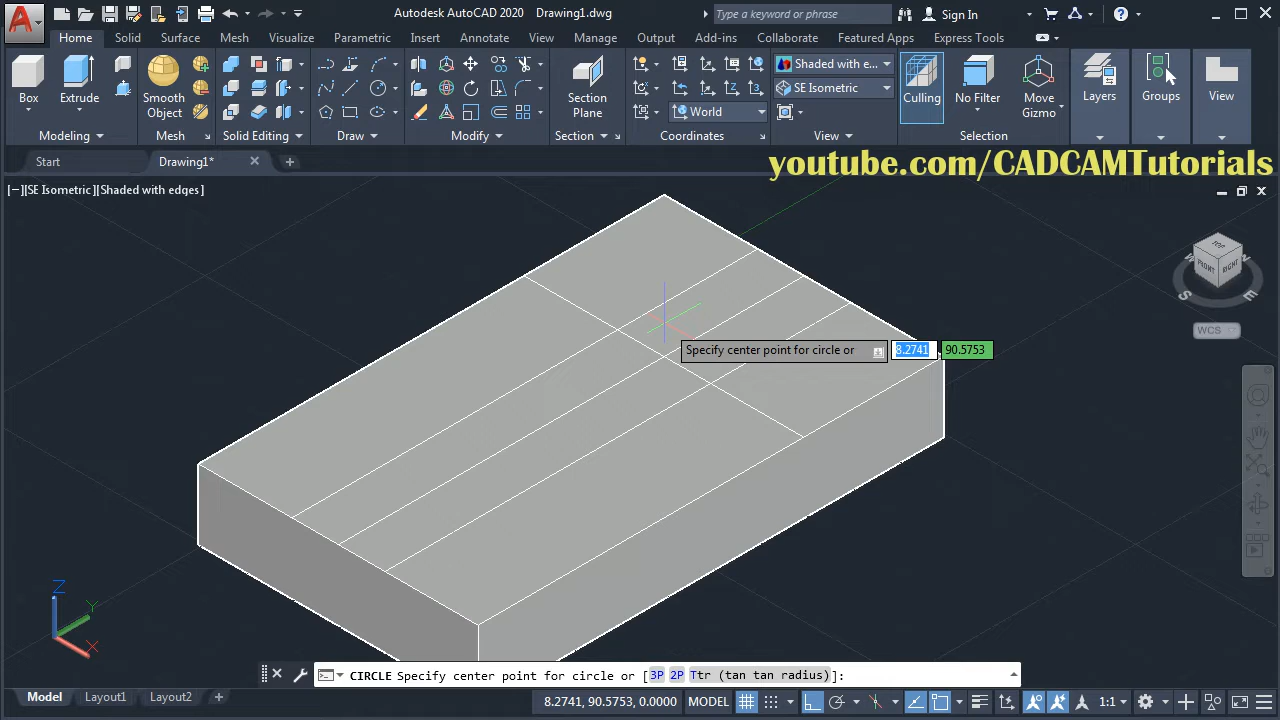 Autodesk AutoCAD 2020 Drawing1.dwg
Type a keyword or phrase
Sign In
Home Solid Surface Mesh Visualize Parametric Insert Annotate View Manage Output Add-ins Collaborate Featured Apps Express Tools
Box
Extrude
Smooth
Object
Section
Plane
World
Shaded with e...
SE Isometric
Culling
No Filter
Move
Gizmo
Layers
Groups
View
Modeling Mesh Solid Editing Draw Modify Section Coordinates View Selection
Start
Drawing1*
youtube.com/CADCAMTutorials
[−][SE Isometric][Shaded with edges]
TOP
FRONT
RIGHT
W
S
E
WCS
Specify center point for circle or 8.2741 90.5753
Z
Y
X
CIRCLE Specify center point for circle or [3P 2P Ttr (tan tan radius)]:
Model Layout1 Layout2
8.2741, 90.5753, 0.0000 MODEL
1:1